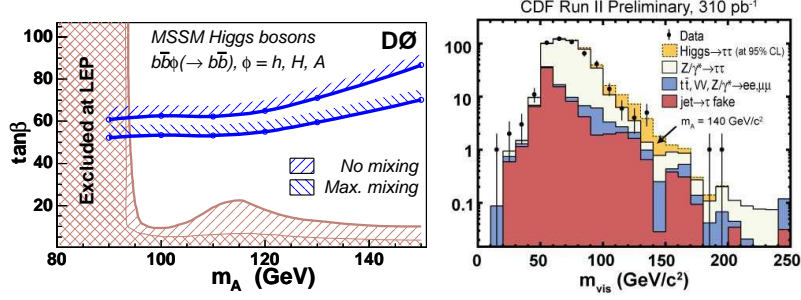 MSSM Higgs bosons
DØ
bb̄φ(→ bb̄), φ = h, H, A
Excluded at LEP
No mixing
Max. mixing
tanβ
100
80
60
40
20
80 100 120 140
m_A (GeV)
CDF Run II Preliminary, 310 pb⁻¹
Data
Higgs→ττ (at 95% CL)
Z/γ*→ττ
tt̄, VV, Z/γ*→ee,μμ
jet→τ fake
m_A = 140 GeV/c²
100
10
1
0.1
0 50 100 150 200 250
m_vis (GeV/c²)